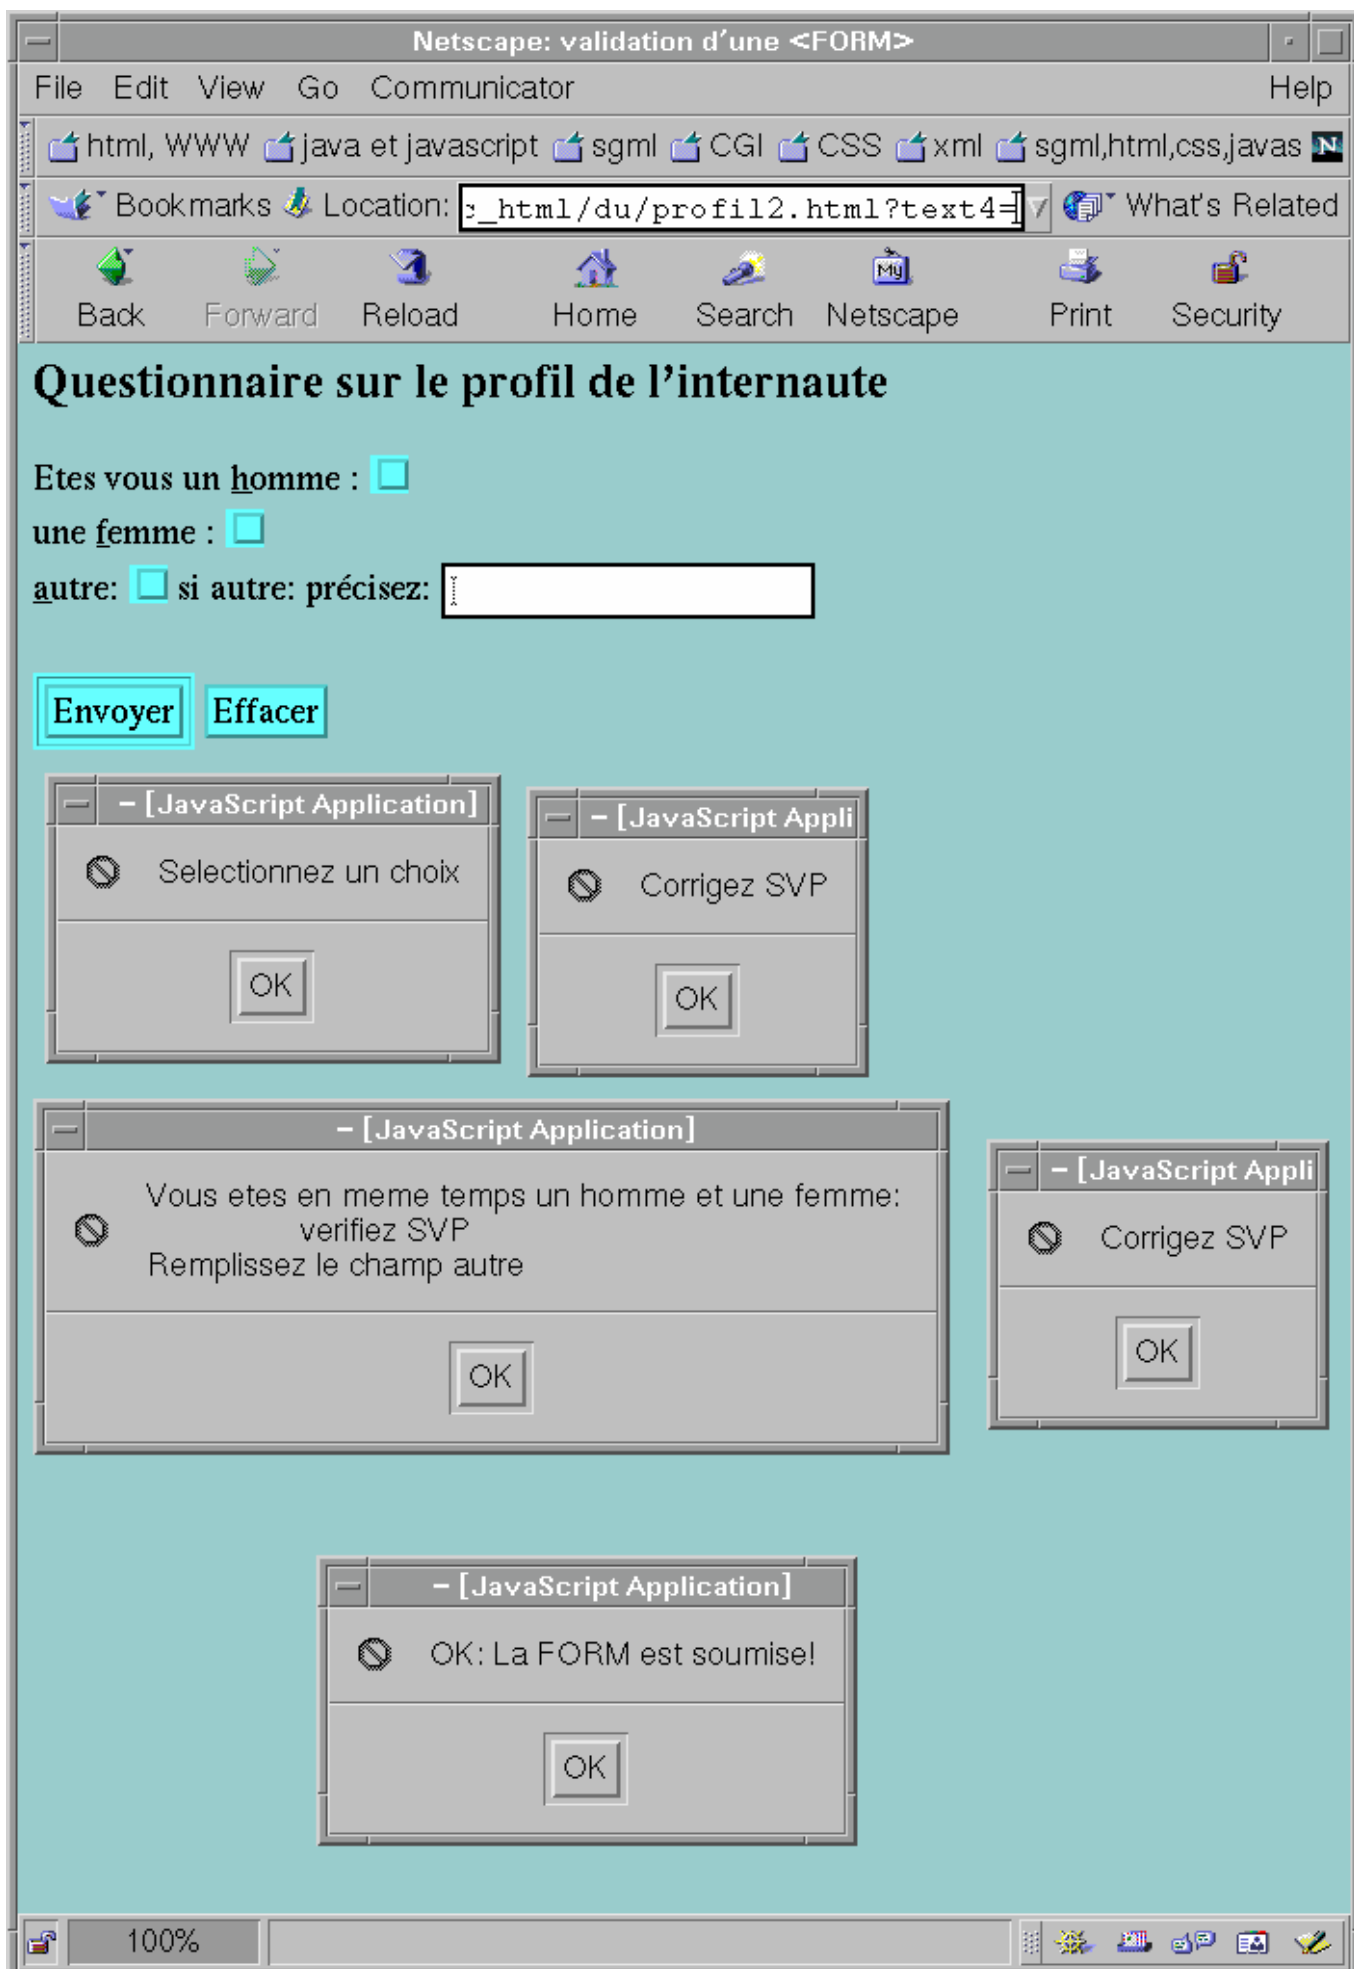 Netscape: validation d'une <FORM>
File Edit View Go Communicator Help
html, WWW java et javascript sgml CGI CSS xml sgml,html,css,javas N
Bookmarks Location: c_html/du/profil2.html?text4= What's Related
My
Back Forward Reload Home Search Netscape Print Security
Questionnaire sur le profil de l'internaute
Etes vous un homme :
une femme :
autre: si autre: précisez:
Envoyer Effacer
– [JavaScript Application]
Selectionnez un choix
OK
– [JavaScript Appli
Corrigez SVP
OK
– [JavaScript Application]
Vous etes en meme temps un homme et une femme:
verifiez SVP
Remplissez le champ autre
OK
– [JavaScript Appli
Corrigez SVP
OK
– [JavaScript Application]
OK: La FORM est soumise!
OK
100%